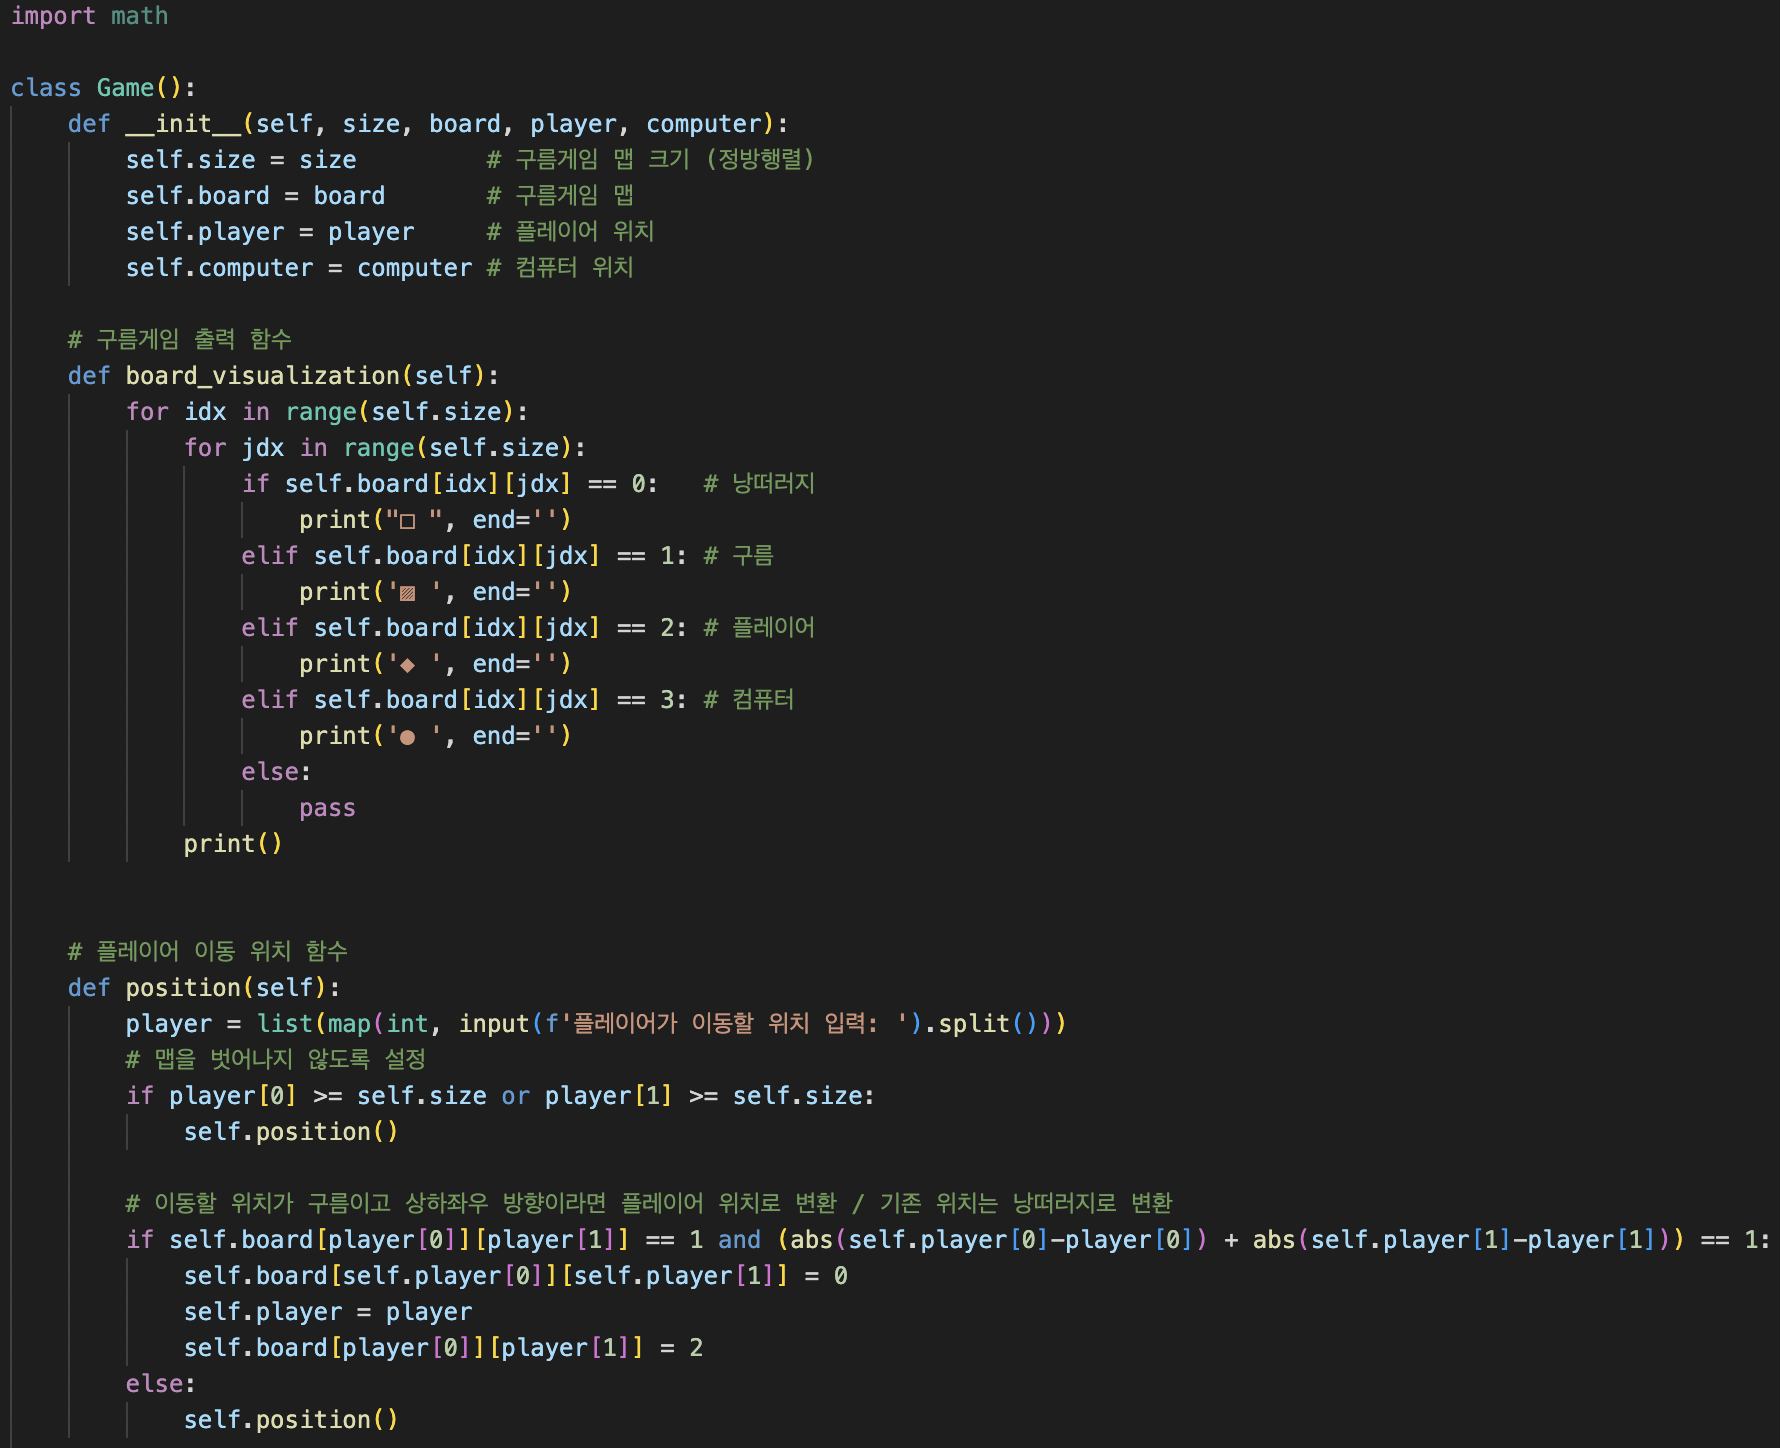 import math
class Game():
    def __init__(self, size, board, player, computer):
        self.size = size         # 구름게임 맵 크기 (정방행렬)
        self.board = board       # 구름게임 맵
        self.player = player     # 플레이어 위치
        self.computer = computer # 컴퓨터 위치
    # 구름게임 출력 함수
    def board_visualization(self):
        for idx in range(self.size):
            for jdx in range(self.size):
                if self.board[idx][jdx] == 0:   # 낭떠러지
                    print("□ ", end='')
                elif self.board[idx][jdx] == 1: # 구름
                    print('▨ ', end='')
                elif self.board[idx][jdx] == 2: # 플레이어
                    print('◆ ', end='')
                elif self.board[idx][jdx] == 3: # 컴퓨터
                    print('● ', end='')
                else:
                    pass
            print()
    # 플레이어 이동 위치 함수
    def position(self):
        player = list(map(int, input(f'플레이어가 이동할 위치 입력: ').split()))
        # 맵을 벗어나지 않도록 설정
        if player[0] >= self.size or player[1] >= self.size:
            self.position()
        # 이동할 위치가 구름이고 상하좌우 방향이라면 플레이어 위치로 변환 / 기존 위치는 낭떠러지로 변환
        if self.board[player[0]][player[1]] == 1 and (abs(self.player[0]-player[0]) + abs(self.player[1]-player[1])) == 1:
            self.board[self.player[0]][self.player[1]] = 0
            self.player = player
            self.board[player[0]][player[1]] = 2
        else:
            self.position()